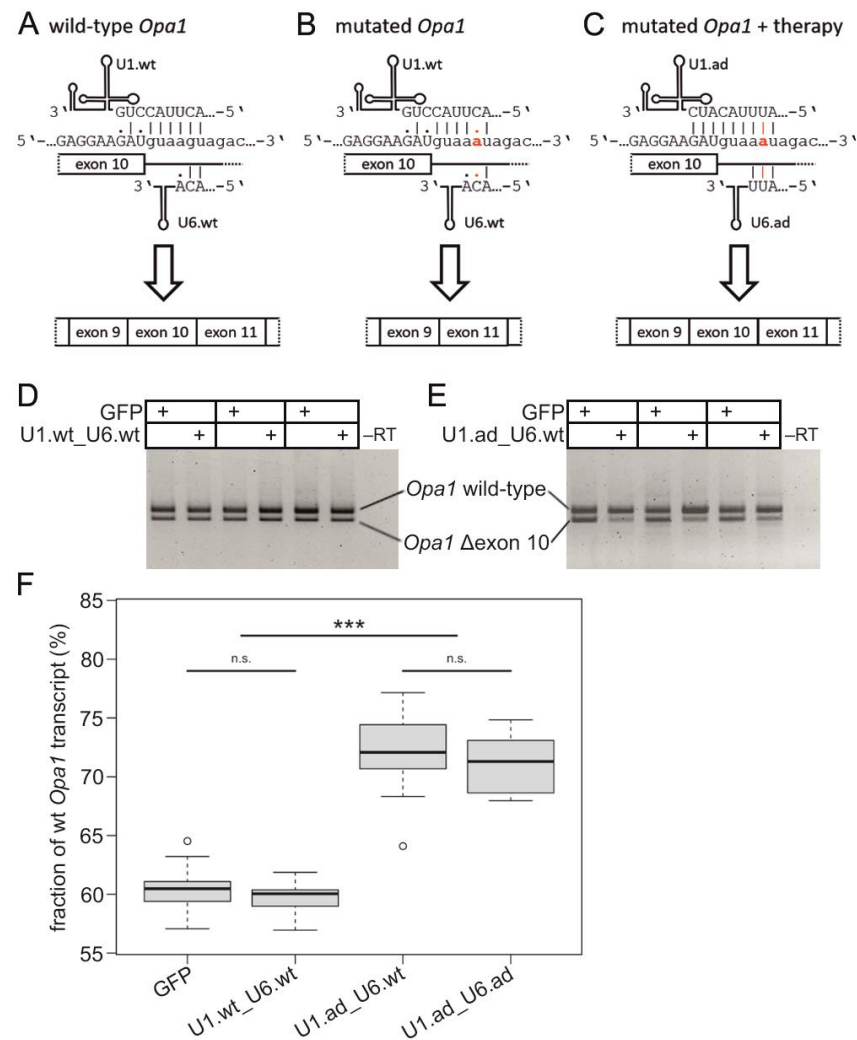 A wild-type Opa1
B mutated Opa1
C mutated Opa1 + therapy
U1.wt
U1.wt
U1.ad
3‵ GUCCAUUCA…–5‵
3‵ GUCCAUUCA…–5‵
3‵ CUACAUUUA…–5‵
5‵–…GAGGAAGAUguaaguagac…–3‵
5‵–…GAGGAAGAUguaaauagac…–3‵
5‵–…GAGGAAGAUguaaauagac…–3‵
exon 10
exon 10
exon 10
3‵ ACA…–5‵
3‵ ACA…–5‵
3‵ UUA…–5‵
U6.wt
U6.wt
U6.ad
exon 9 exon 10 exon 11
exon 9 exon 11
exon 9 exon 10 exon 11
D
GFP + + +
U1.wt_U6.wt + + + –RT
E
GFP + + +
U1.ad_U6.wt + + + –RT
Opa1 wild-type
Opa1 Δexon 10
F
fraction of wt Opa1 transcript (%)
85
80
75
70
65
60
55
***
n.s.
n.s.
GFP
U1.wt_U6.wt
U1.ad_U6.wt
U1.ad_U6.ad